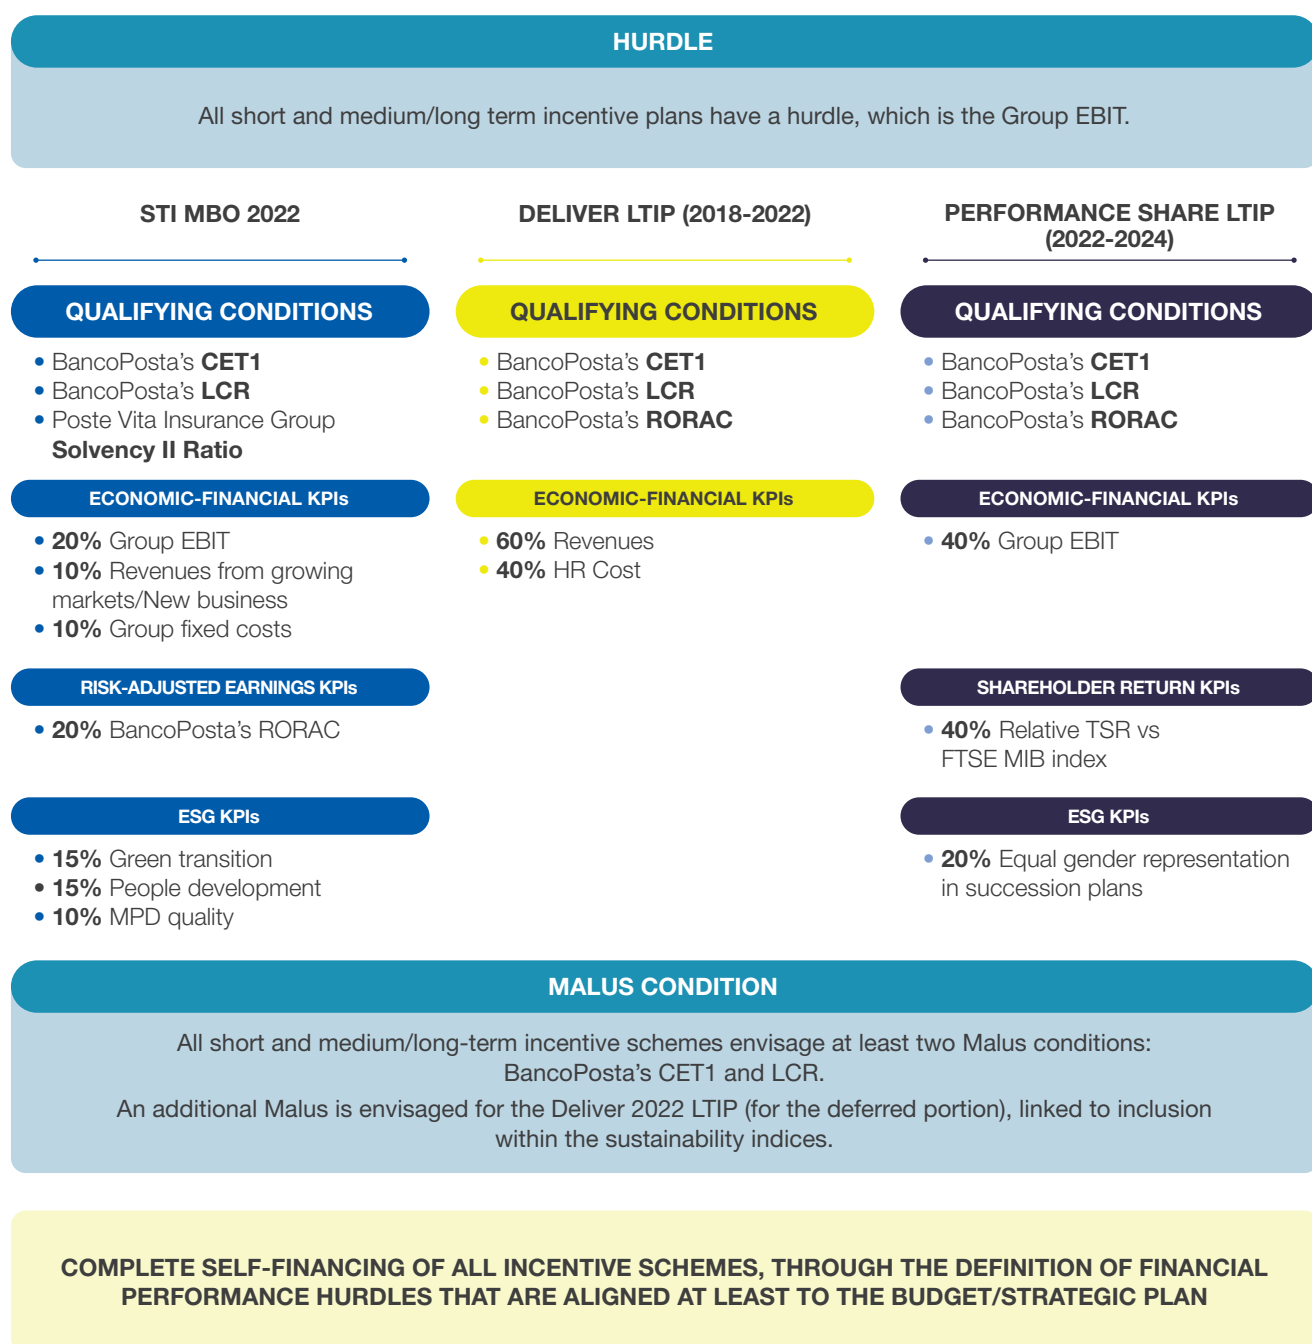 HURDLE
All short and medium/long term incentive plans have a hurdle, which is the Group EBIT.
STI MBO 2022
QUALIFYING CONDITIONS
• BancoPosta's CET1
• BancoPosta's LCR
• Poste Vita Insurance Group
Solvency II Ratio
ECONOMIC-FINANCIAL KPIs
• 20% Group EBIT
• 10% Revenues from growing
markets/New business
• 10% Group fixed costs
RISK-ADJUSTED EARNINGS KPIs
• 20% BancoPosta's RORAC
ESG KPIs
• 15% Green transition
• 15% People development
• 10% MPD quality
DELIVER LTIP (2018-2022)
QUALIFYING CONDITIONS
• BancoPosta's CET1
• BancoPosta's LCR
• BancoPosta's RORAC
ECONOMIC-FINANCIAL KPIs
• 60% Revenues
• 40% HR Cost
PERFORMANCE SHARE LTIP
(2022-2024)
QUALIFYING CONDITIONS
• BancoPosta's CET1
• BancoPosta's LCR
• BancoPosta's RORAC
ECONOMIC-FINANCIAL KPIs
• 40% Group EBIT
SHAREHOLDER RETURN KPIs
• 40% Relative TSR vs
FTSE MIB index
ESG KPIs
• 20% Equal gender representation
in succession plans
MALUS CONDITION
All short and medium/long-term incentive schemes envisage at least two Malus conditions:
BancoPosta's CET1 and LCR.
An additional Malus is envisaged for the Deliver 2022 LTIP (for the deferred portion), linked to inclusion
within the sustainability indices.
COMPLETE SELF-FINANCING OF ALL INCENTIVE SCHEMES, THROUGH THE DEFINITION OF FINANCIAL
PERFORMANCE HURDLES THAT ARE ALIGNED AT LEAST TO THE BUDGET/STRATEGIC PLAN